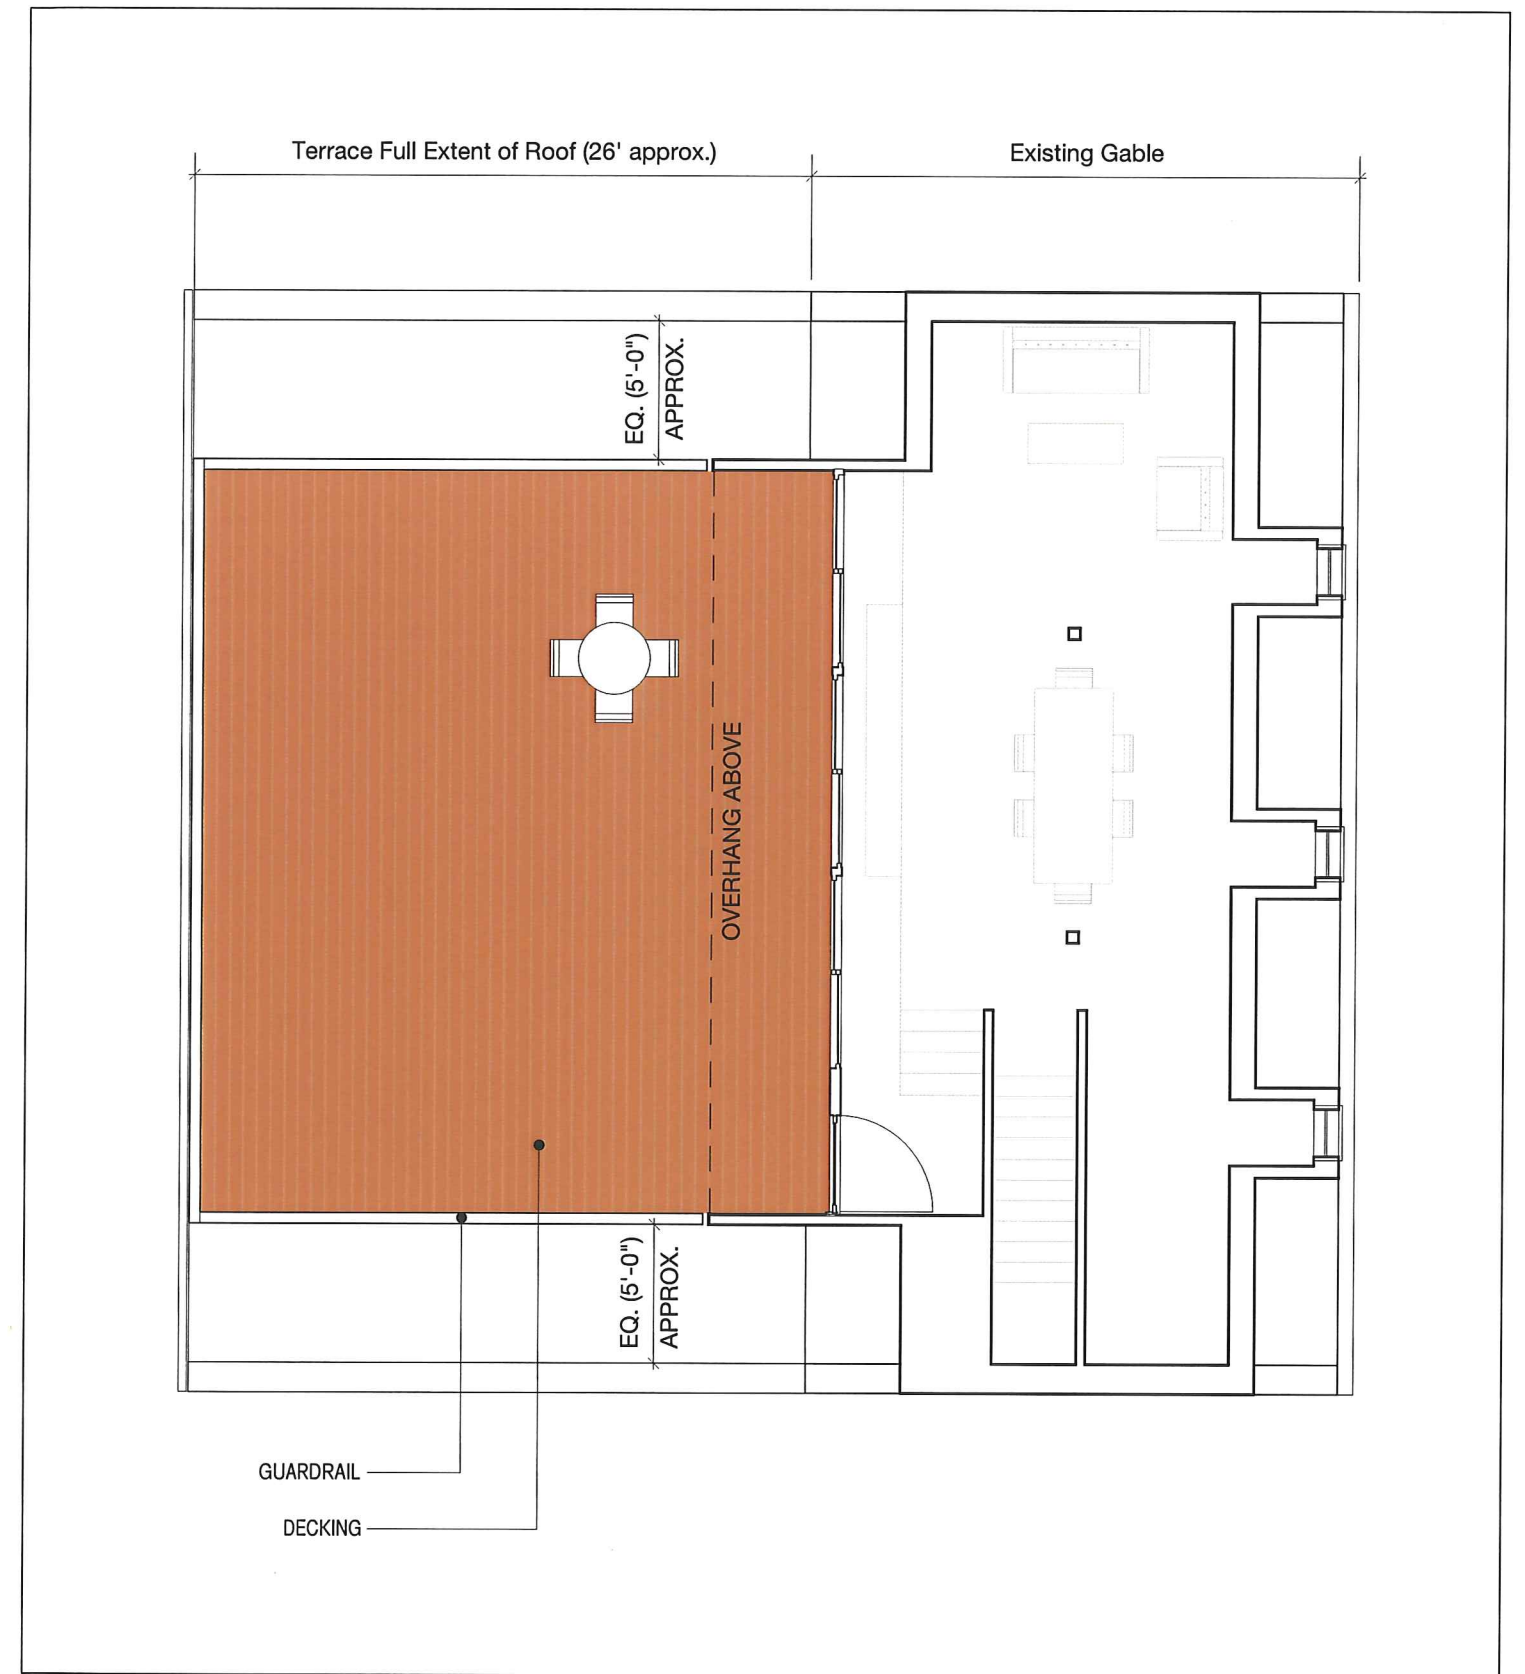 Terrace Full Extent of Roof (26' approx.)
Existing Gable
EQ. (5'-0")
APPROX.
OVERHANG ABOVE
EQ. (5'-0")
APPROX.
GUARDRAIL
DECKING